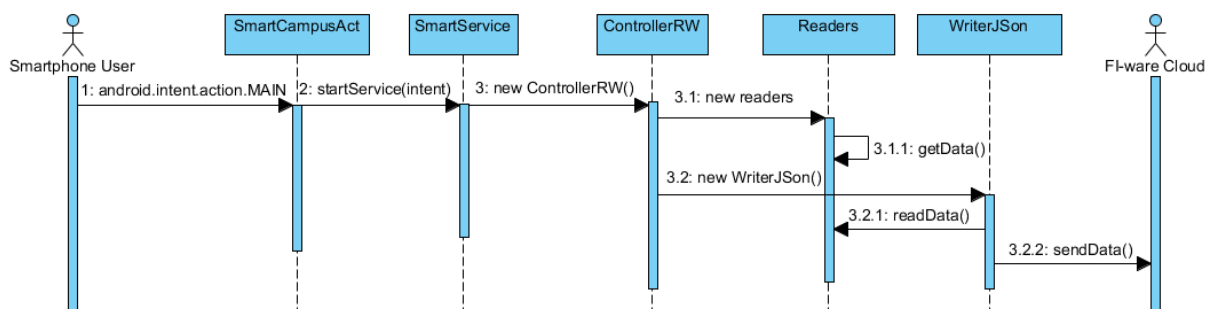 SmartCampusAct
SmartService
ControllerRW
Readers
WriterJSon
Smartphone User
FI-ware Cloud
1: android.intent.action.MAIN
2: startService(intent)
3: new ControllerRW()
3.1: new readers
3.1.1: getData()
3.2: new WriterJSon()
3.2.1: readData()
3.2.2: sendData()